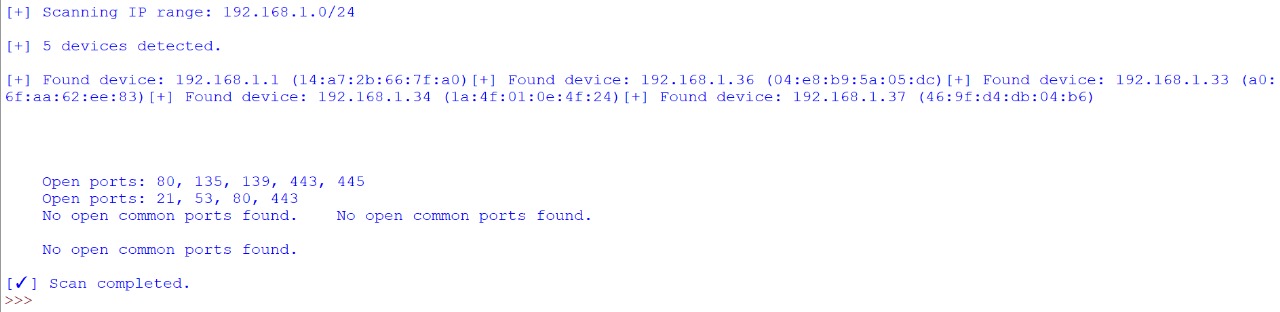 [+] Scanning IP range: 192.168.1.0/24
[+] 5 devices detected.
[+] Found device: 192.168.1.1 (14:a7:2b:66:7f:a0)[+] Found device: 192.168.1.36 (04:e8:b9:5a:05:dc)[+] Found device: 192.168.1.33 (a0:
6f:aa:62:ee:83)[+] Found device: 192.168.1.34 (1a:4f:01:0e:4f:24)[+] Found device: 192.168.1.37 (46:9f:d4:db:04:b6)
Open ports: 80, 135, 139, 443, 445
Open ports: 21, 53, 80, 443
No open common ports found.    No open common ports found.
No open common ports found.
[✓] Scan completed.
>>>